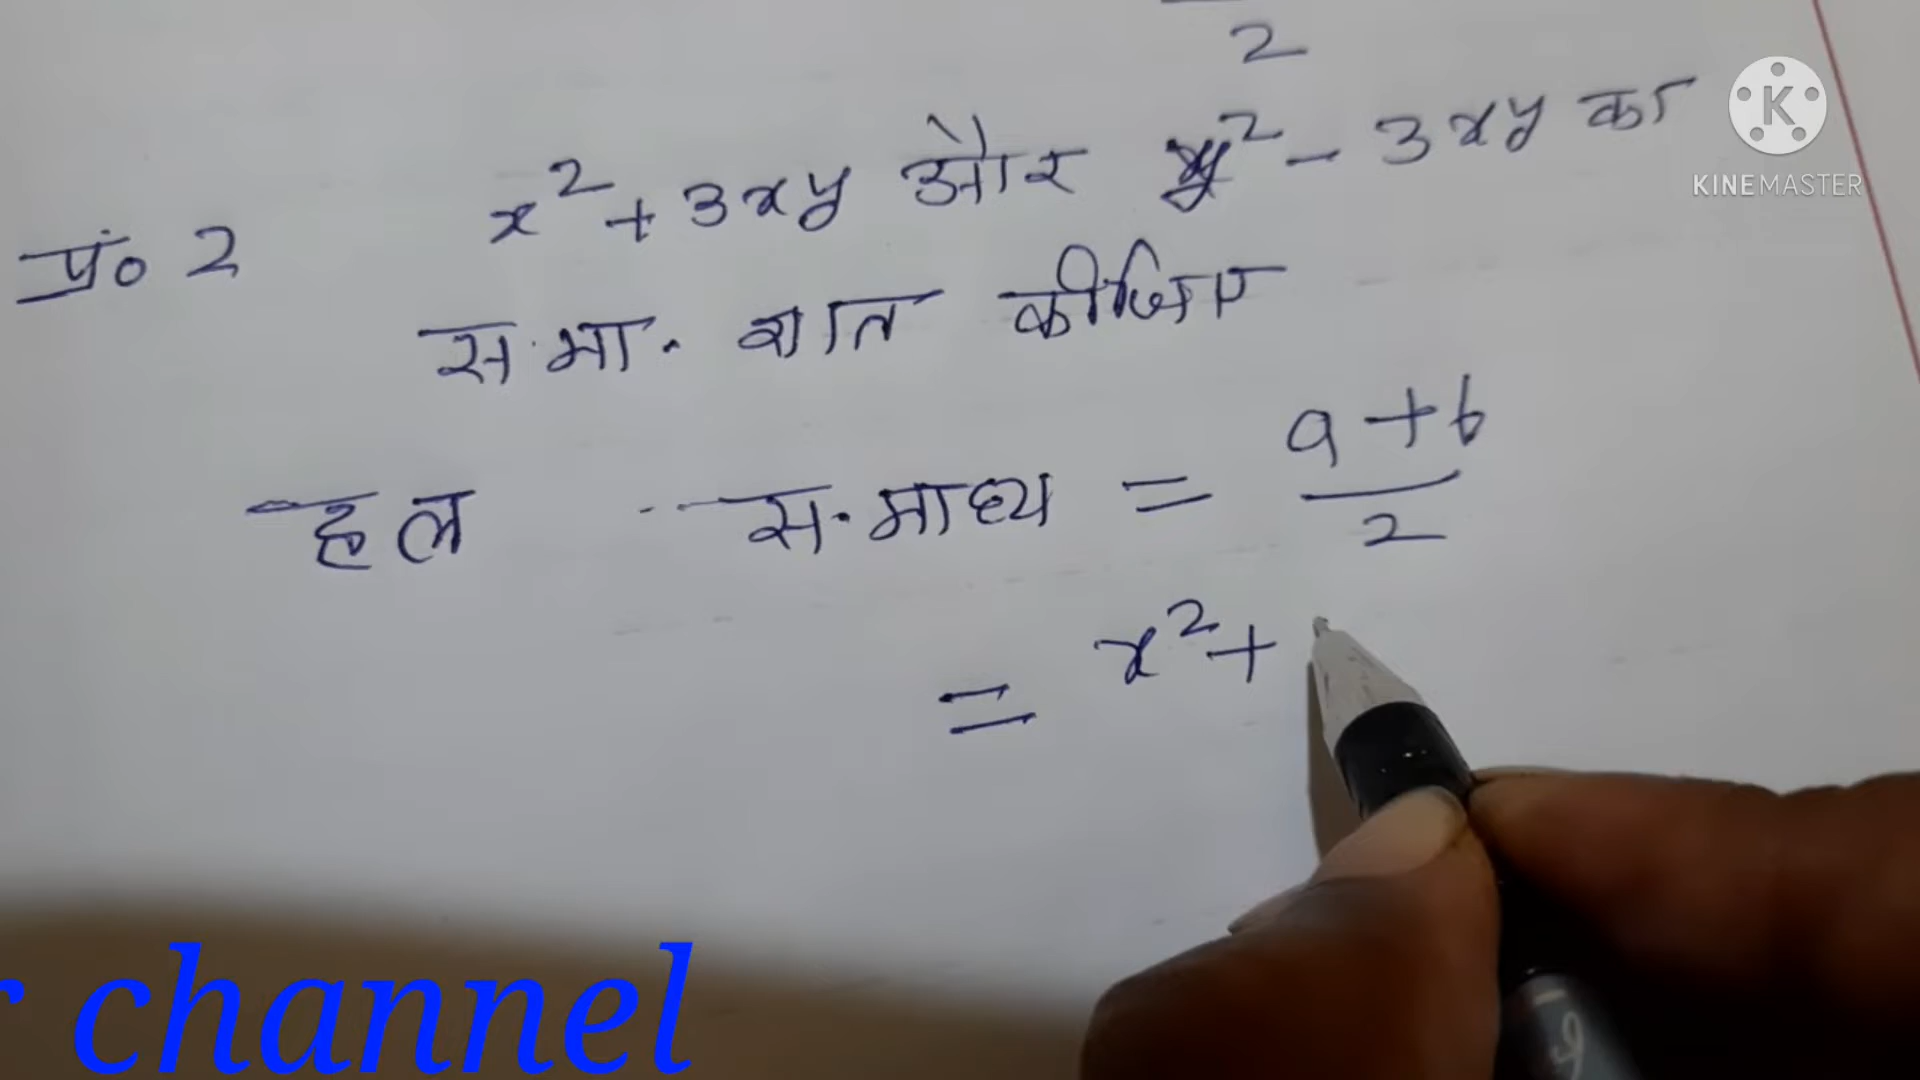 2
प्र० 2 x² + 3xy और y² - 3xy का
स.मा. ज्ञात कीजिए
हल स.माध्य = a + b
2
= x² +
KINEMASTER
channel